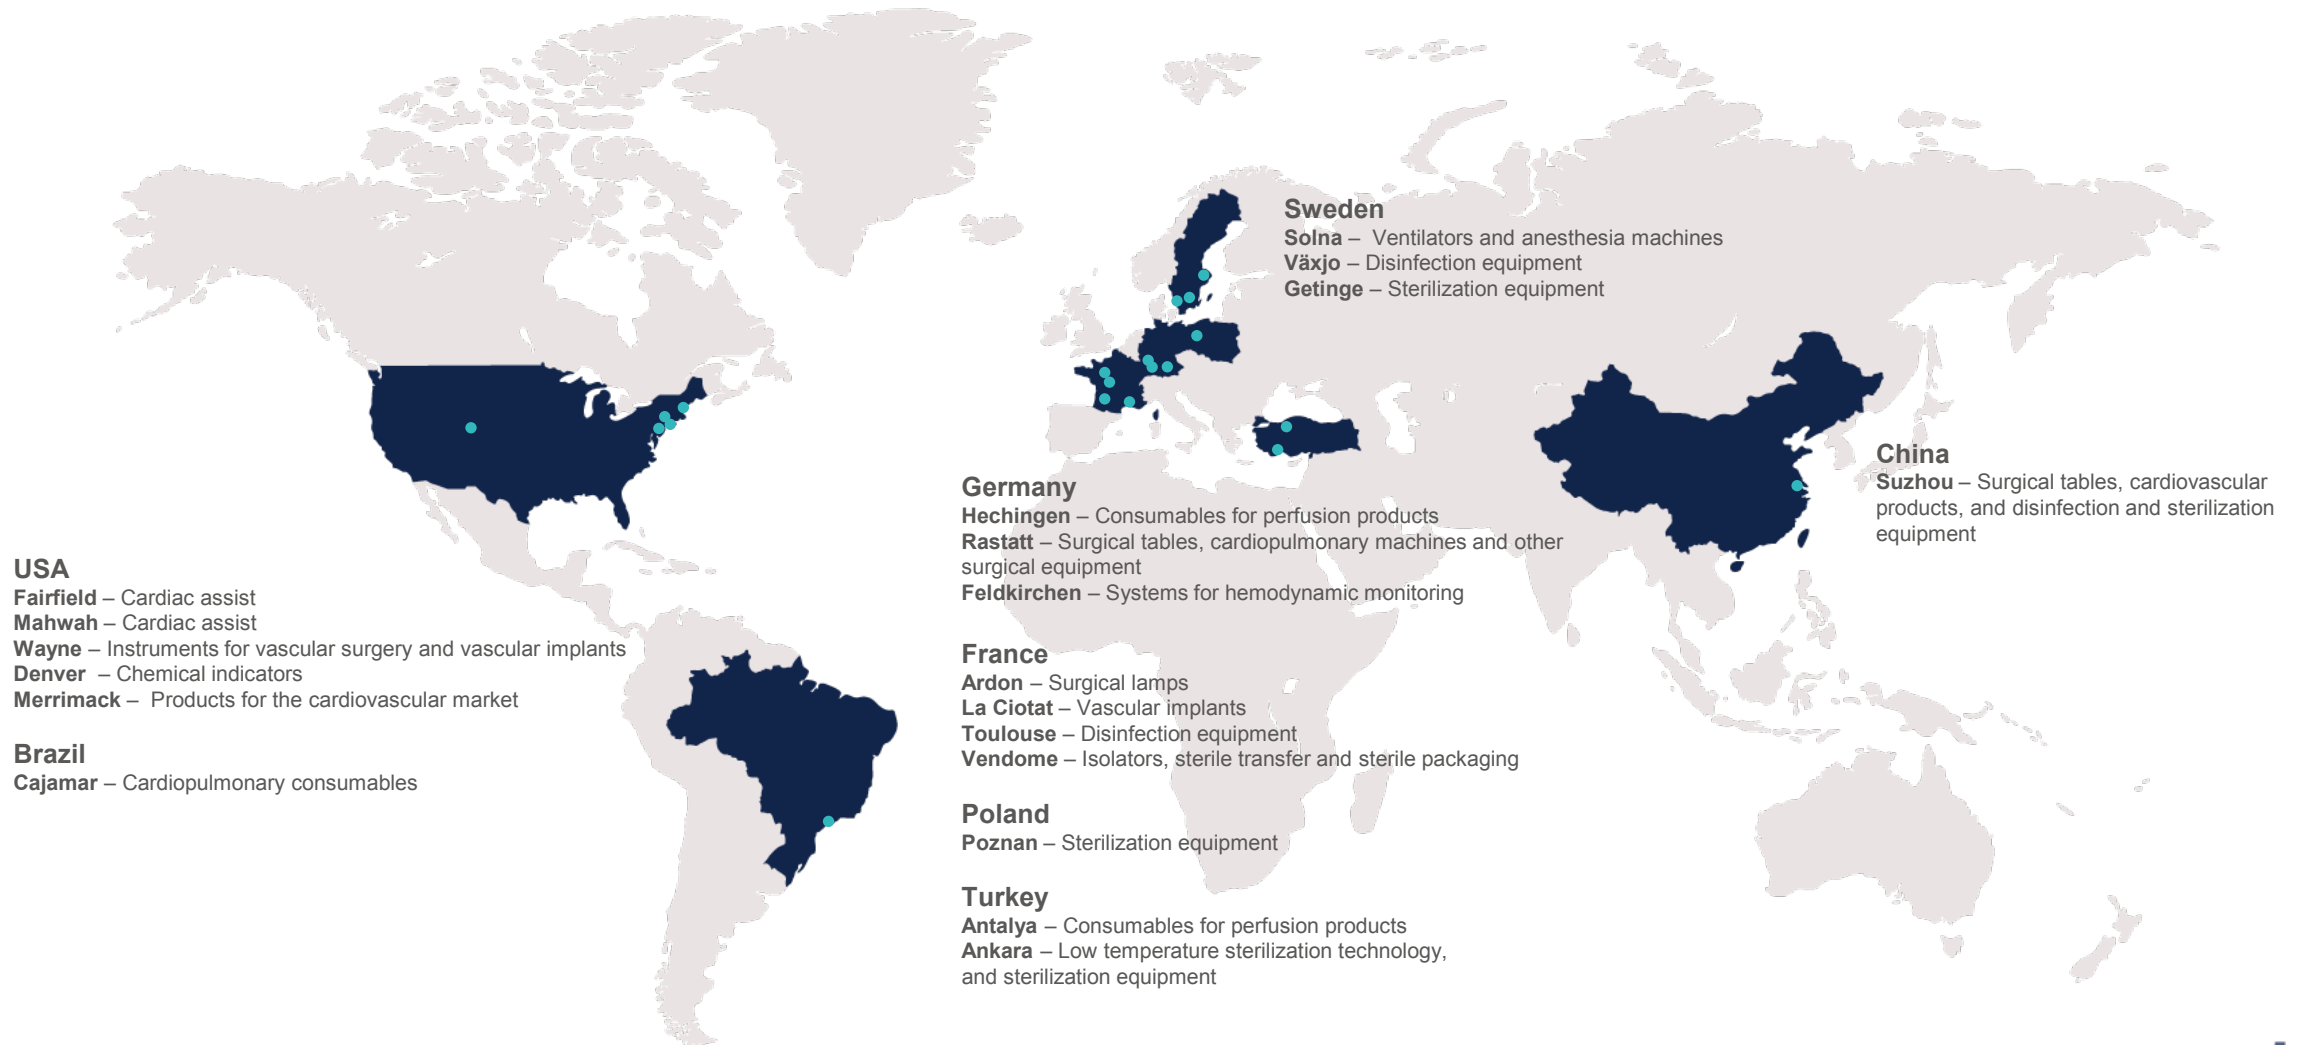 Sweden
Solna –  Ventilators and anesthesia machines
Växjo – Disinfection equipment
Getinge – Sterilization equipment
China
Suzhou – Surgical tables, cardiovascular
products, and disinfection and sterilization
equipment
Germany
Hechingen – Consumables for perfusion products
Rastatt – Surgical tables, cardiopulmonary machines and other
surgical equipment
Feldkirchen – Systems for hemodynamic monitoring
USA
Fairfield – Cardiac assist
Mahwah – Cardiac assist
Wayne – Instruments for vascular surgery and vascular implants
Denver  – Chemical indicators
Merrimack –  Products for the cardiovascular market
Brazil
Cajamar – Cardiopulmonary consumables
France
Ardon – Surgical lamps
La Ciotat – Vascular implants
Toulouse – Disinfection equipment
Vendome – Isolators, sterile transfer and sterile packaging
Poland
Poznan – Sterilization equipment
Turkey
Antalya – Consumables for perfusion products
Ankara – Low temperature sterilization technology,
and sterilization equipment